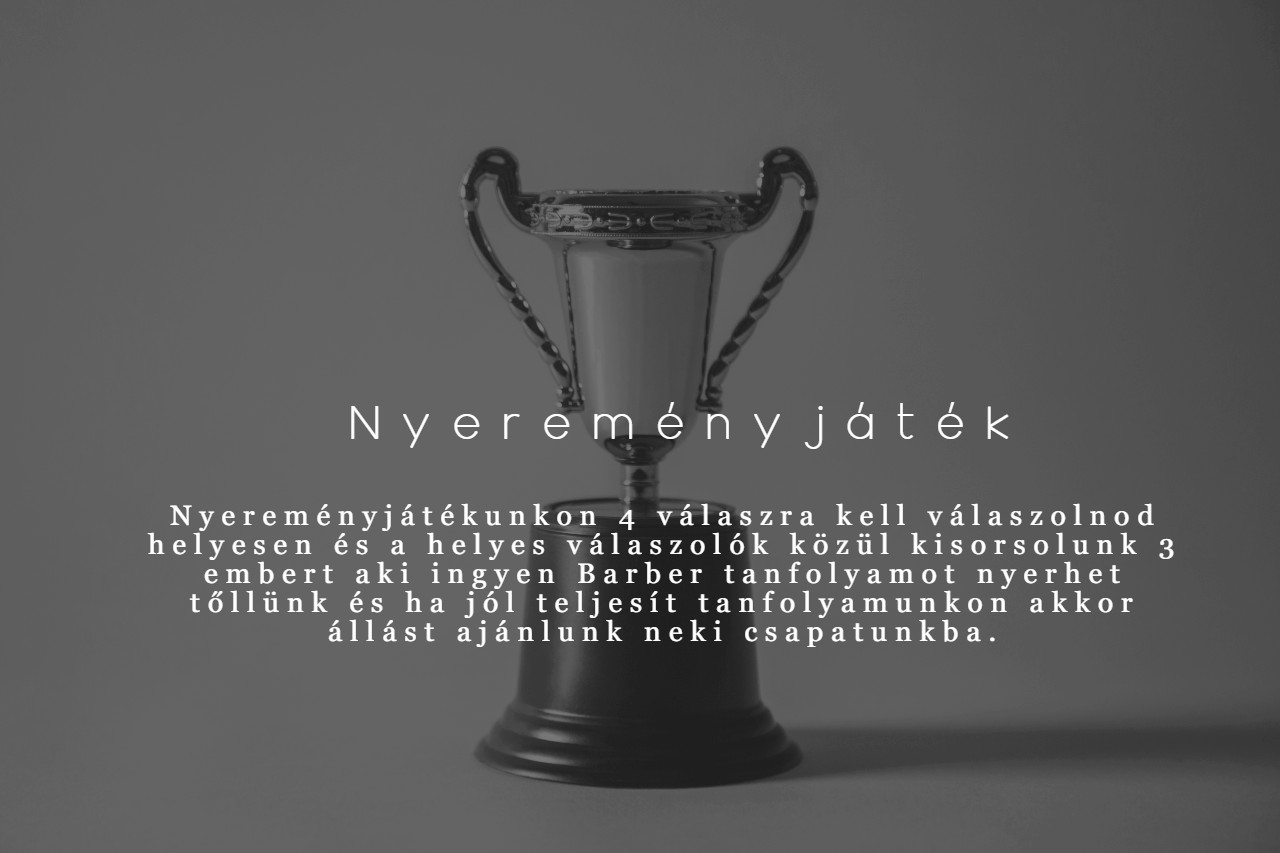 Nyereményjáték
Nyereményjátékunkon 4 válaszra kell válaszolnod
helyesen és a helyes válaszolók közül kisorsolunk 3
embert aki ingyen Barber tanfolyamot nyerhet
tőllünk és ha jól teljesít tanfolyamunkon akkor
állást ajánlunk neki csapatunkba.